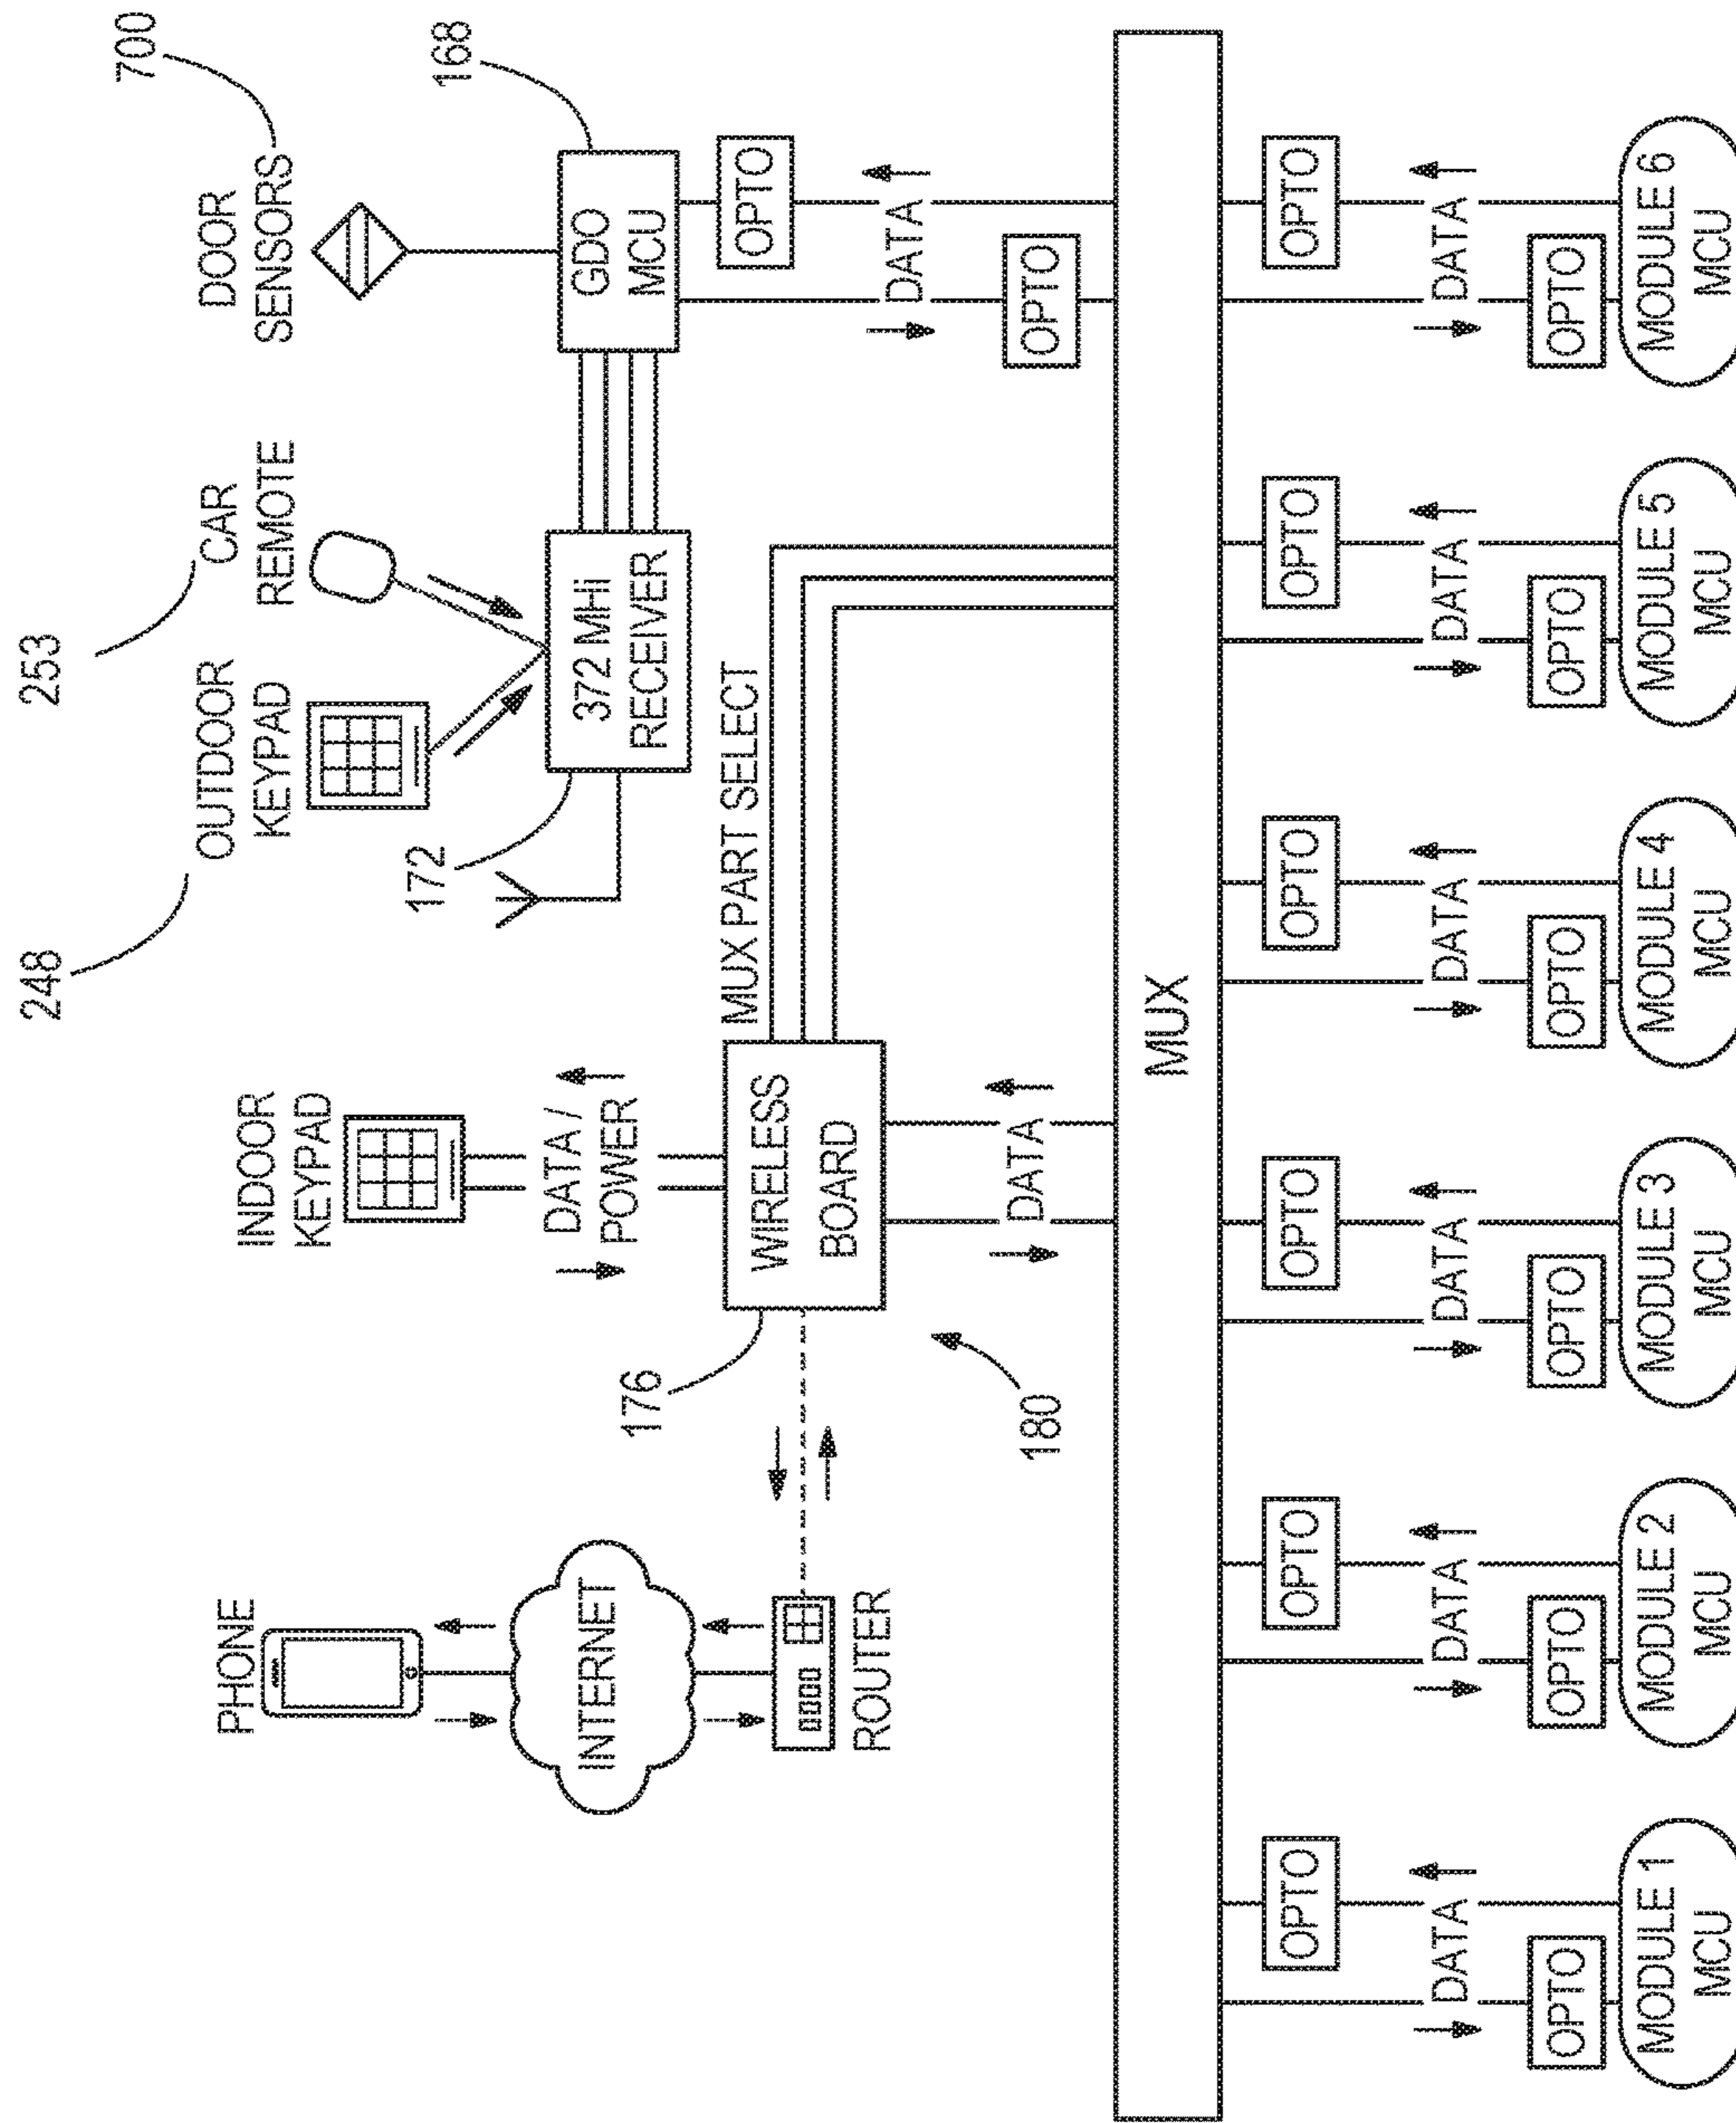 248
253
700
PHONE
INDOOR
KEYPAD
OUTDOOR
KEYPAD
CAR
REMOTE
DOOR
SENSORS
172
168
INTERNET
DATA /
POWER
372 MHi
RECEIVER
GDO
MCU
176
MUX PART SELECT
OPTO
ROUTER
WIRELESS
BOARD
DATA
180
DATA
OPTO
MUX
OPTO
OPTO
OPTO
OPTO
OPTO
OPTO
DATA
DATA
DATA
DATA
DATA
DATA
OPTO
OPTO
OPTO
OPTO
OPTO
OPTO
MODULE 1
MCU
MODULE 2
MCU
MODULE 3
MCU
MODULE 4
MCU
MODULE 5
MCU
MODULE 6
MCU